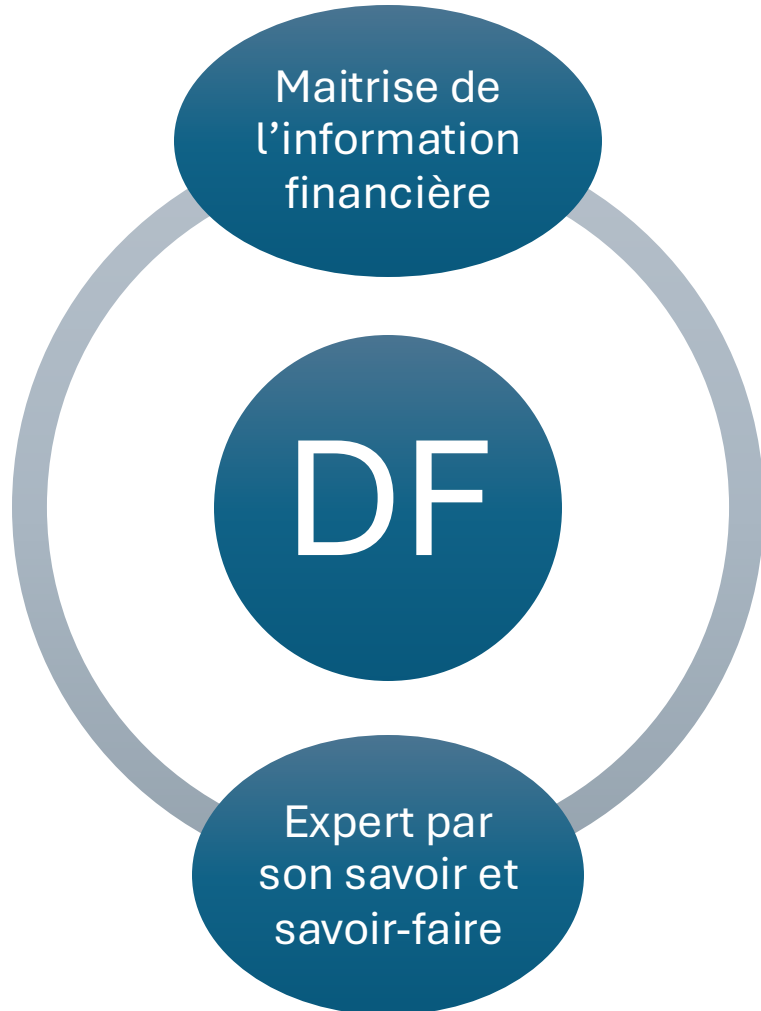 Maitrise de
l’information
financière
DF
Expert par
son savoir et
savoir-faire